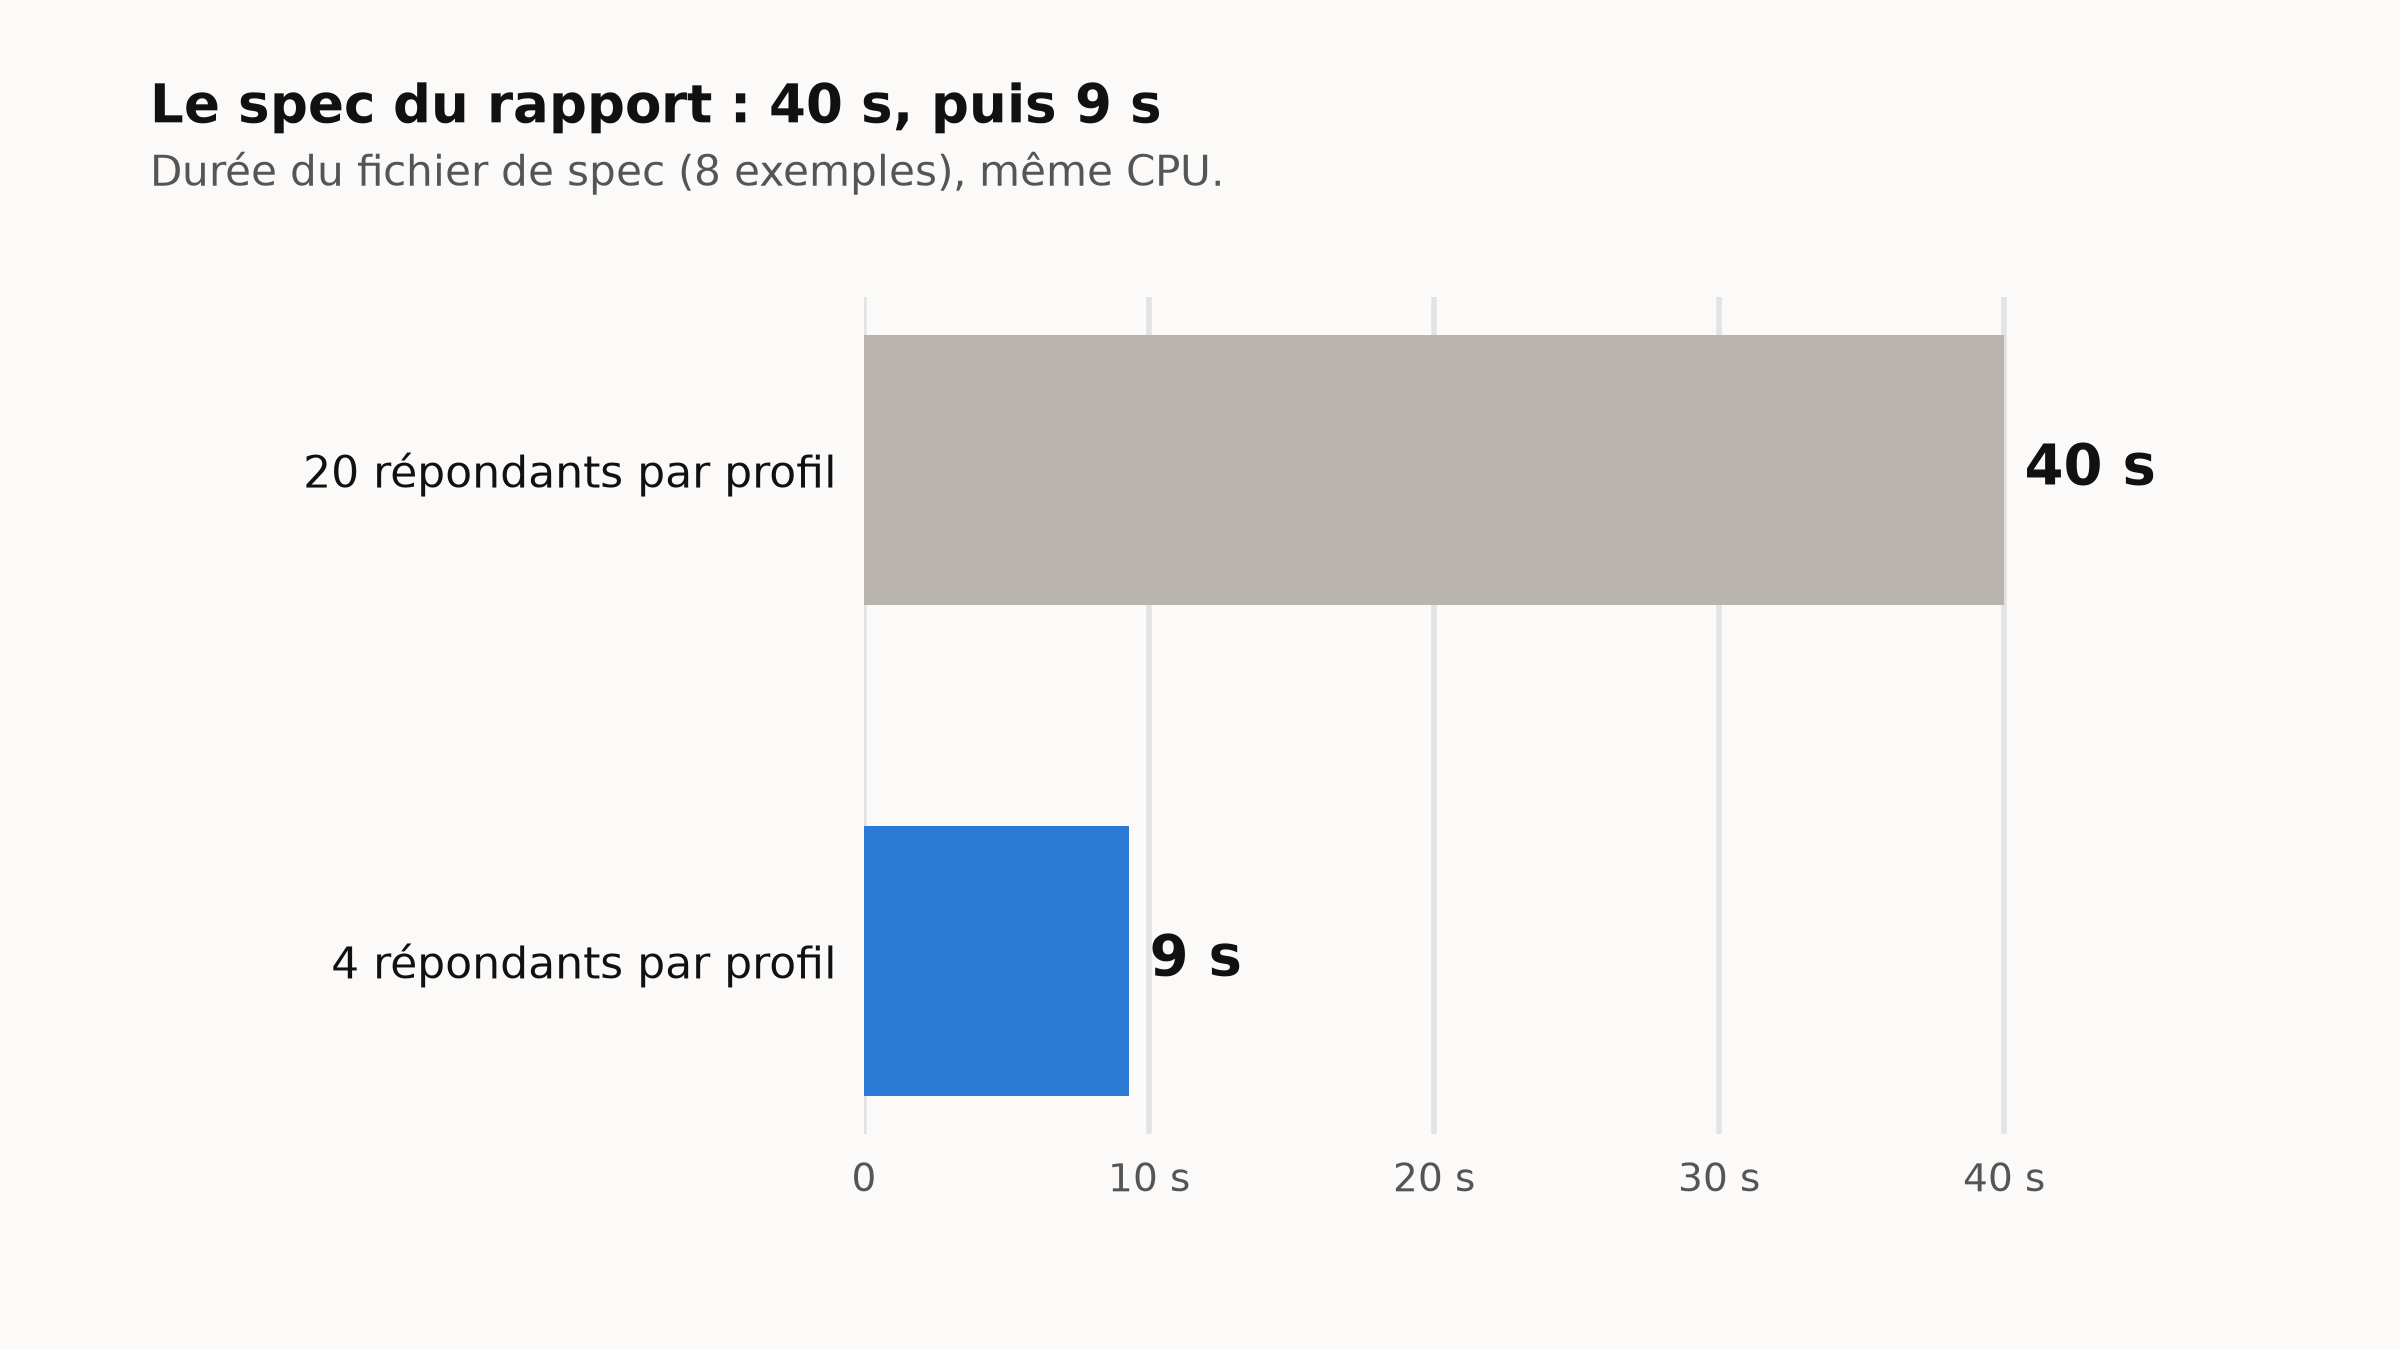 Le spec du rapport : 40 s, puis 9 s
Durée du fichier de spec (8 exemples), même CPU.
20 répondants par profil
40 s
4 répondants par profil
9 s
0
10 s
20 s
30 s
40 s